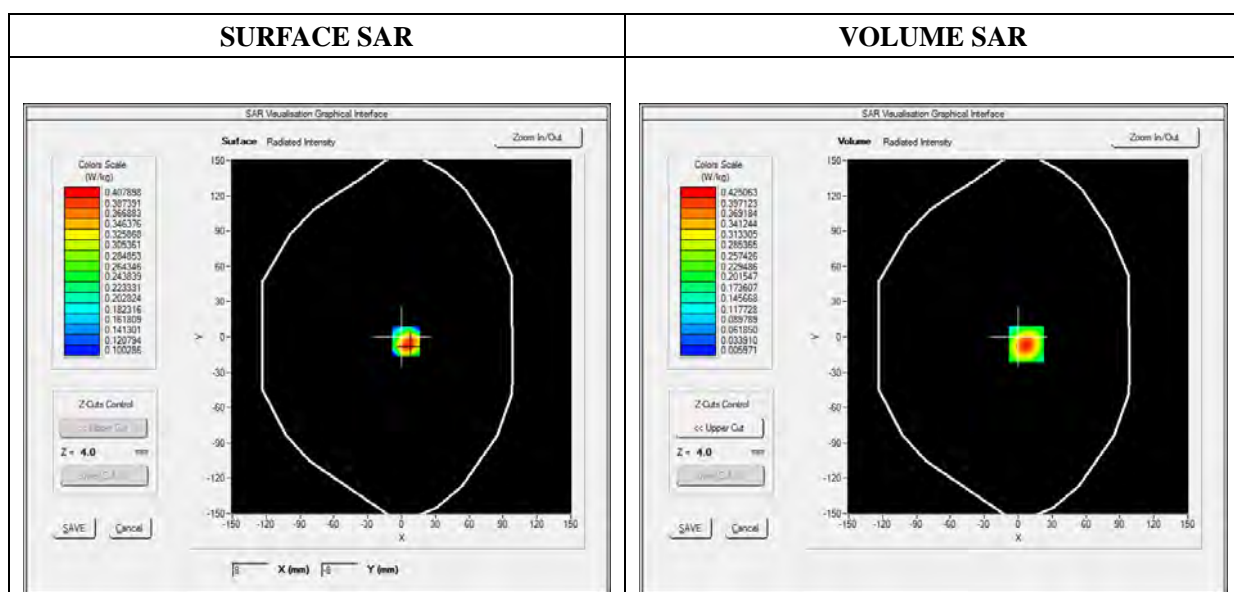 SURFACE SAR
VOLUME SAR
SAR Visualisation Graphical Interface
Surface Radiated Intensity
Zoom In/Out
Colors Scale
(W/kg)
0.407898
0.387391
0.366883
0.346376
0.325868
0.305361
0.284853
0.264346
0.243839
0.223331
0.202824
0.182316
0.161809
0.141301
0.120794
0.100286
150
120
90
60
30
0
-30
-60
-90
-120
-150
Y
-150 -120 -90 -60 -30 0 30 60 90 120 150
X
Z-Cuts Control
<< Upper Cut
Z = 4.0 mm
SAVE Cancel
8 X (mm) Y (mm)
SAR Visualisation Graphical Interface
Volume Radiated Intensity
Zoom In/Out
Colors Scale
(W/kg)
0.425063
0.397123
0.369184
0.341244
0.313305
0.285365
0.257426
0.229486
0.201547
0.173607
0.145668
0.117728
0.089789
0.061850
0.033910
0.005971
150
120
90
60
30
0
-30
-60
-90
-120
-150
Y
-150 -120 -90 -60 -30 0 30 60 90 120 150
X
Z-Cuts Control
<< Upper Cut
Z = 4.0 mm
SAVE Cancel